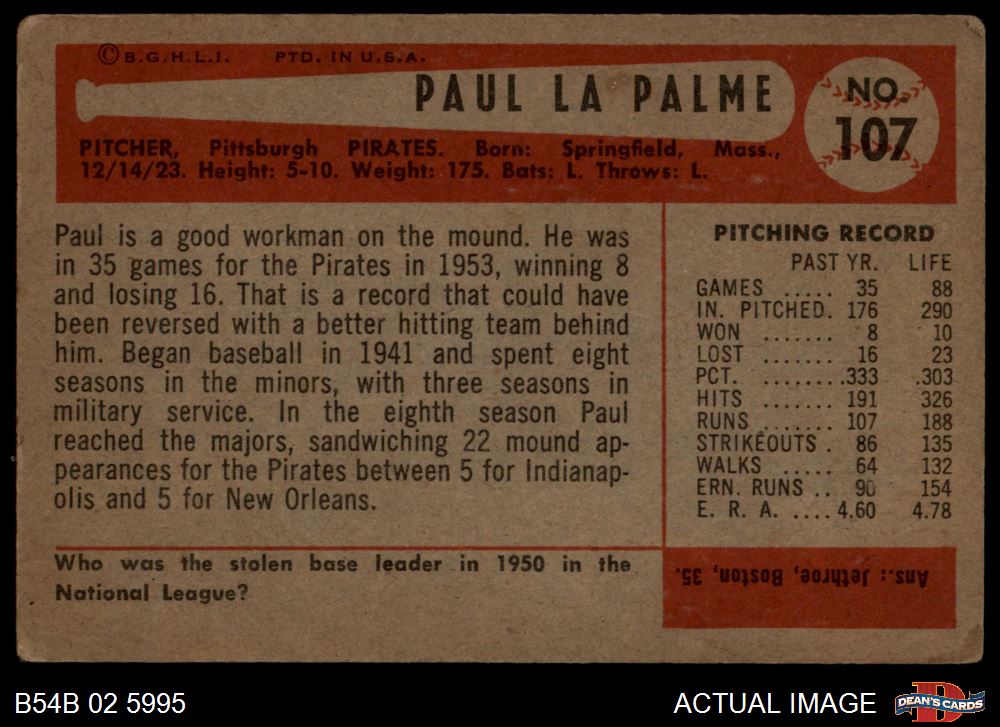 ©B.G.H.L.I. PTD. IN U.S.A.
PAUL LA PALME
NO.
107
PITCHER, Pittsburgh PIRATES. Born: Springfield, Mass.,
12/14/23. Height: 5-10. Weight: 175. Bats: L. Throws: L.
Paul is a good workman on the mound. He was
in 35 games for the Pirates in 1953, winning 8
and losing 16. That is a record that could have
been reversed with a better hitting team behind
him. Began baseball in 1941 and spent eight
seasons in the minors, with three seasons in
military service. In the eighth season Paul
reached the majors, sandwiching 22 mound ap-
pearances for the Pirates between 5 for Indianap-
olis and 5 for New Orleans.
PITCHING RECORD
PAST YR. LIFE
GAMES ..... 35 88
IN. PITCHED. 176 290
WON ....... 8 10
LOST ....... 16 23
PCT. ........333 .303
HITS ....... 191 326
RUNS ....... 107 188
STRIKEOUTS . 86 135
WALKS ..... 64 132
ERN. RUNS .. 90 154
E. R. A. ....4.60 4.78
Who was the stolen base leader in 1950 in the
National League?
Ans.: Jethroe, Boston, 35.
B54B 02 5995
ACTUAL IMAGE
DEAN'S CARDS